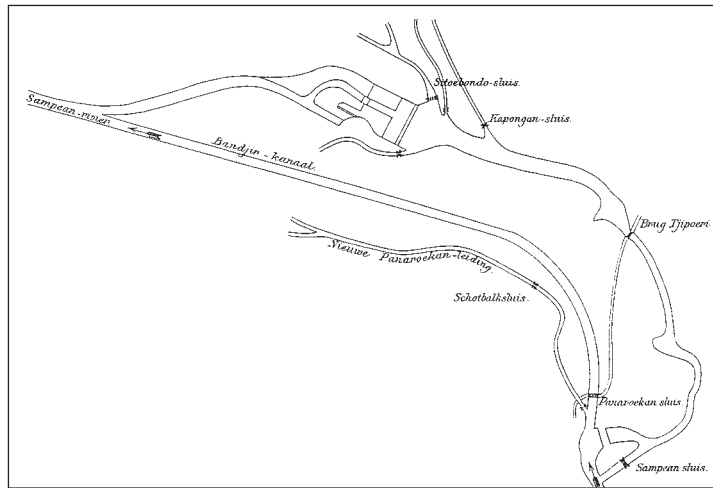 Sitoebondo-sluis.
Kapongan-sluis.
Sampean-rivier
Bandjir-kanaal.
Brug Tjipoeri
Nieuwe Panaroekan-leiding.
Schotbalksluis.
Panaroekan sluis.
Sampean sluis.